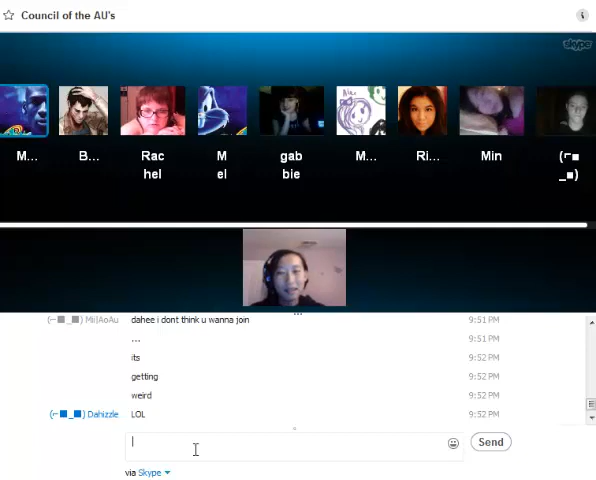 Council of the AU's
skype
M...
B...
Rac
hel
M
el
gab
bie
M...
Ri...
Min
(⌐■
_■)
(⌐■_■) Mii|AoAu dahee i dont think u wanna join 9:51 PM
... 9:51 PM
its 9:52 PM
getting 9:52 PM
weird 9:52 PM
(⌐■_■) Dahizzle LOL 9:52 PM
Send
via Skype